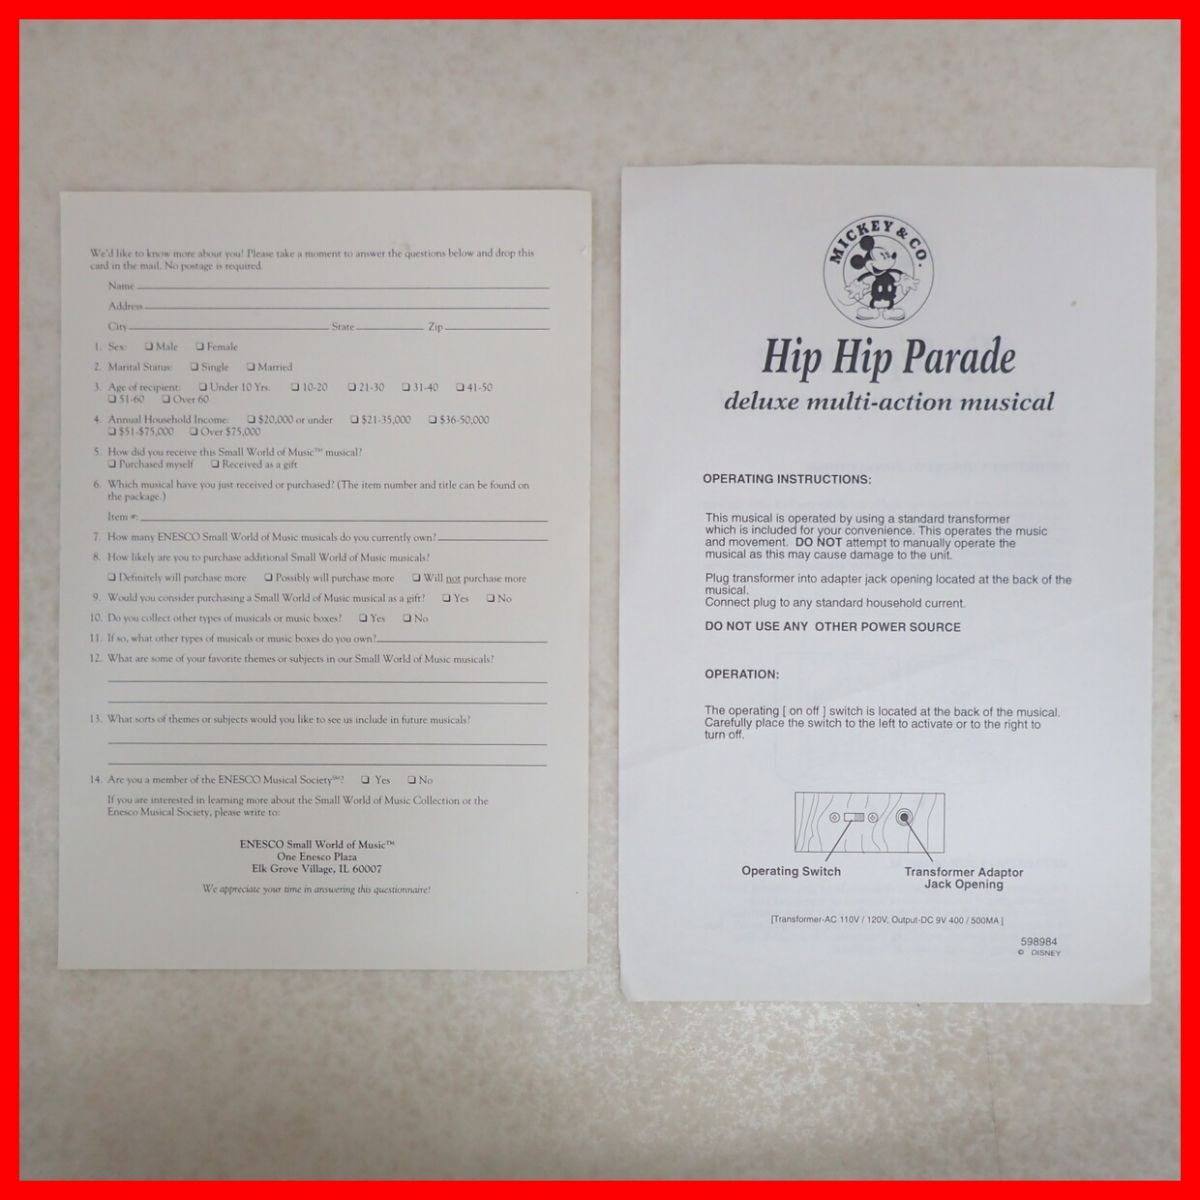 We'd like to know more about you! Please take a moment to answer the questions below and drop this
card in the mail. No postage is required.
Name
Address
City State Zip
1. Sex: ❏ Male ❏ Female
2. Marital Status: ❏ Single ❏ Married
3. Age of recipient: ❏ Under 10 Yrs. ❏ 10-20 ❏ 21-30 ❏ 31-40 ❏ 41-50
❏ 51-60 ❏ Over 60
4. Annual Household Income: ❏ $20,000 or under ❏ $21-35,000 ❏ $36-50,000
❏ $51-$75,000 ❏ Over $75,000
5. How did you receive this Small World of Music™ musical?
❏ Purchased myself ❏ Received as a gift
6. Which musical have you just received or purchased? (The item number and title can be found on
the package.)
Item #:
7. How many ENESCO Small World of Music musicals do you currently own?
8. How likely are you to purchase additional Small World of Music musicals?
❏ Definitely will purchase more ❏ Possibly will purchase more ❏ Will not purchase more
9. Would you consider purchasing a Small World of Music musical as a gift? ❏ Yes ❏ No
10. Do you collect other types of musicals or music boxes? ❏ Yes ❏ No
11. If so, what other types of musicals or music boxes do you own?
12. What are some of your favorite themes or subjects in our Small World of Music musicals?
13. What sorts of themes or subjects would you like to see us include in future musicals?
14. Are you a member of the ENESCO Musical Society℠? ❏ Yes ❏ No
If you are interested in learning more about the Small World of Music Collection or the
Enesco Musical Society, please write to:
ENESCO Small World of Music™
One Enesco Plaza
Elk Grove Village, IL 60007
We appreciate your time in answering this questionnaire!
MICKEY & CO.
Hip Hip Parade
deluxe multi-action musical
OPERATING INSTRUCTIONS:
This musical is operated by using a standard transformer
which is included for your convenience. This operates the music
and movement. DO NOT attempt to manually operate the
musical as this may cause damage to the unit.
Plug transformer into adapter jack opening located at the back of the
musical.
Connect plug to any standard household current.
DO NOT USE ANY OTHER POWER SOURCE
OPERATION:
The operating [ on off ] switch is located at the back of the musical.
Carefully place the switch to the left to activate or to the right to
turn off.
Operating Switch
Transformer Adaptor
Jack Opening
[Transformer-AC 110V / 120V, Output-DC 9V 400 / 500MA ]
598984
© DISNEY